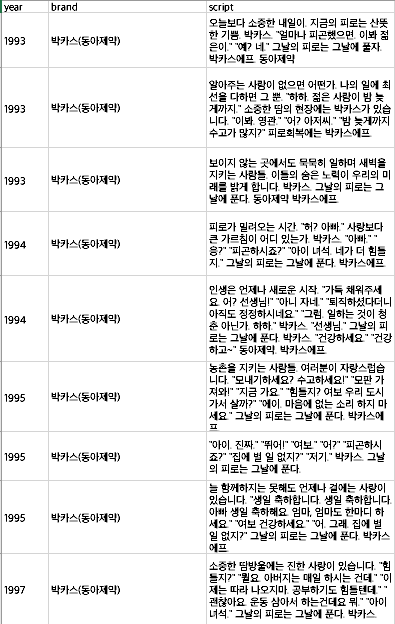 year brand script
오늘보다 소중한 내일이. 지금의 피로는 산뜻
한 기쁨. 박카스. "얼마나 피곤했으면. 이봐 젊
1993 박카스(동아제약) 은이." "예? 네." 그날의 피로는 그날에 풀자.
박카스에프. 동아제약
알아주는 사람이 없으면 어떤가. 나의 일에 최
선을 다하면 그 뿐. "하하. 젊은 사람이 밤 늦
게까지." 소중한 땀의 현장에는 박카스가 있습
1993 박카스(동아제약) 니다. "이봐. 영관." "어? 아저씨." "밤 늦게까지
수고가 많지?" 피로회복에는 박카스에프.
보이지 않는 곳에서도 묵묵히 일하며 새벽을
지키는 사람들. 이들의 숨은 노력이 우리의 미
1993 박카스(동아제약) 래를 밝게 합니다. 박카스. 그날의 피로는 그
날에 푼다. 동아제약 박카스에프.
피로가 밀려오는 시간. "허? 아빠." 사랑보다
큰 가르침이 어디 있는가. 박카스. "아빠." "
1994 박카스(동아제약) 응?" "피곤하시죠?" "아이 녀석. 네가 더 힘들
지." 그날의 피로는 그날에 푼다. 박카스에프.
인생은 언제나 새로운 시작. "가득 채워주세
요. 어? 선생님!" "아니 자네." "퇴직하셨다더니
아직도 정정하시네요." "그럼. 일하는 것이 청
1994 박카스(동아제약) 춘 아닌가. 하하." 박카스. "선생님." 그날의 피
로는 그날에 푼다. 박카스. "건강하세요." "건강
하고~" 동아제약. 박카스에프.
농촌을 지키는 사람들. 여러분이 자랑스럽습
니다. "모내기하세요? 수고하세요!" "모판 가
져와!" "지금 가요." "힘들지? 여보 우리 도시
1995 박카스(동아제약) 가서 살까?" "에이. 마음에 없는 소리 하지 마
세요." 그날의 피로는 그날에 푼다. 박카스에
프.
"아이. 진짜." "뛰어!" "여보." "어?" "피곤하시
1995 박카스(동아제약) 죠?" "집에 별 일 없지?" "저기." 박카스. 그날
의 피로는 그날에 푼다.
늘 함께하지는 못해도 언제나 곁에는 사랑이
있습니다. "생일 축하합니다. 생일 축하합니다.
아빠 생일 축하해요. 엄마, 엄마도 한마디 하
1995 박카스(동아제약) 세요." "여보 건강하세요." "어. 그래. 집에 별
일 없지?" 그날의 피로는 그날에 푼다. 박카스
에프.
소중한 땀방울에는 진한 사랑이 있습니다. "힘
들지?" "뭘요. 아버지는 매일 하시는 건데." "이
제는 따라 나오지마. 공부하기도 힘들텐데." "
1997 박카스(동아제약) 괜찮아요. 운동 삼아서 하는건데요 뭐." "아이
녀석." 그날의 피로는 그날에 푼다. 박카스.